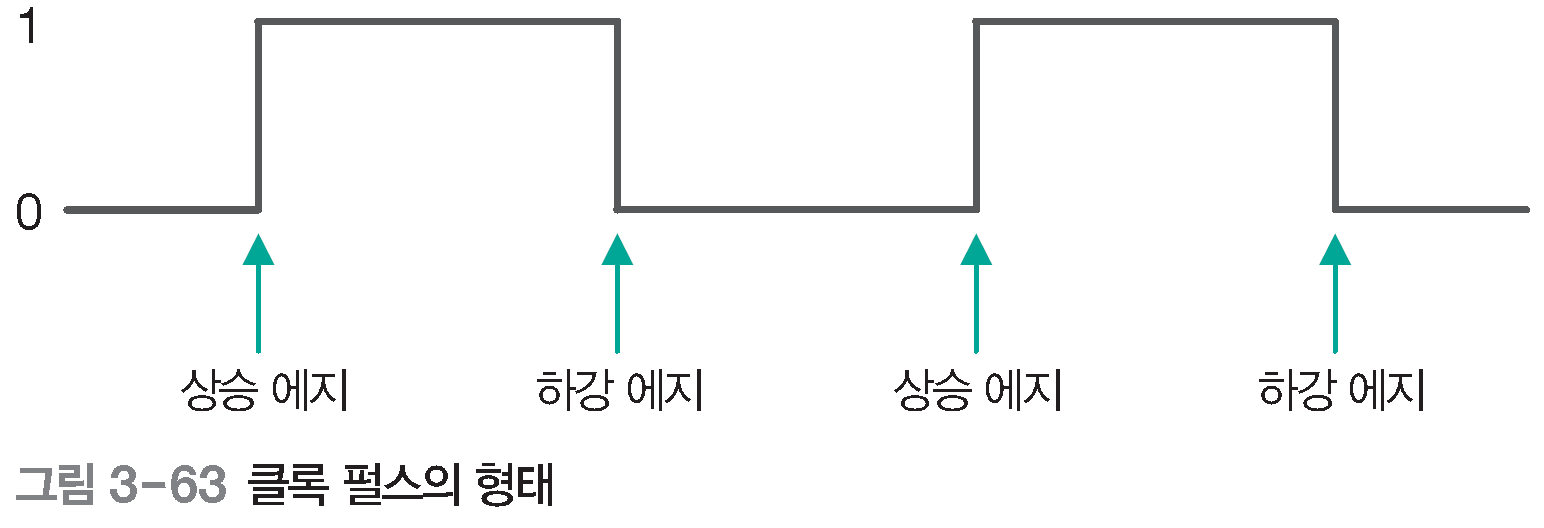 1
0
상승 에지 하강 에지 상승 에지 하강 에지
그림 3-63 클록 펄스의 형태